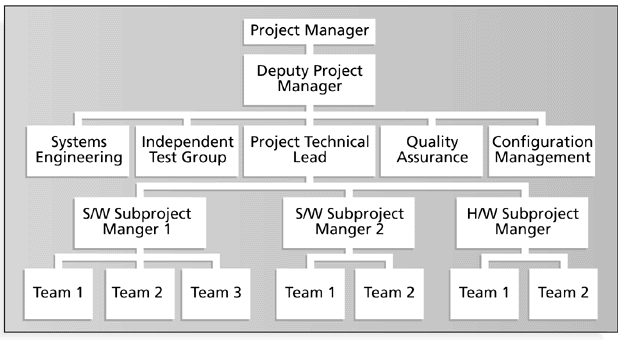 Project Manager
Deputy Project
Manager
Systems
Engineering
Independent
Test Group
Project Technical
Lead
Quality
Assurance
Configuration
Management
S/W Subproject
Manger 1
S/W Subproject
Manger 2
H/W Subproject
Manger
Team 1
Team 2
Team 3
Team 1
Team 2
Team 1
Team 2